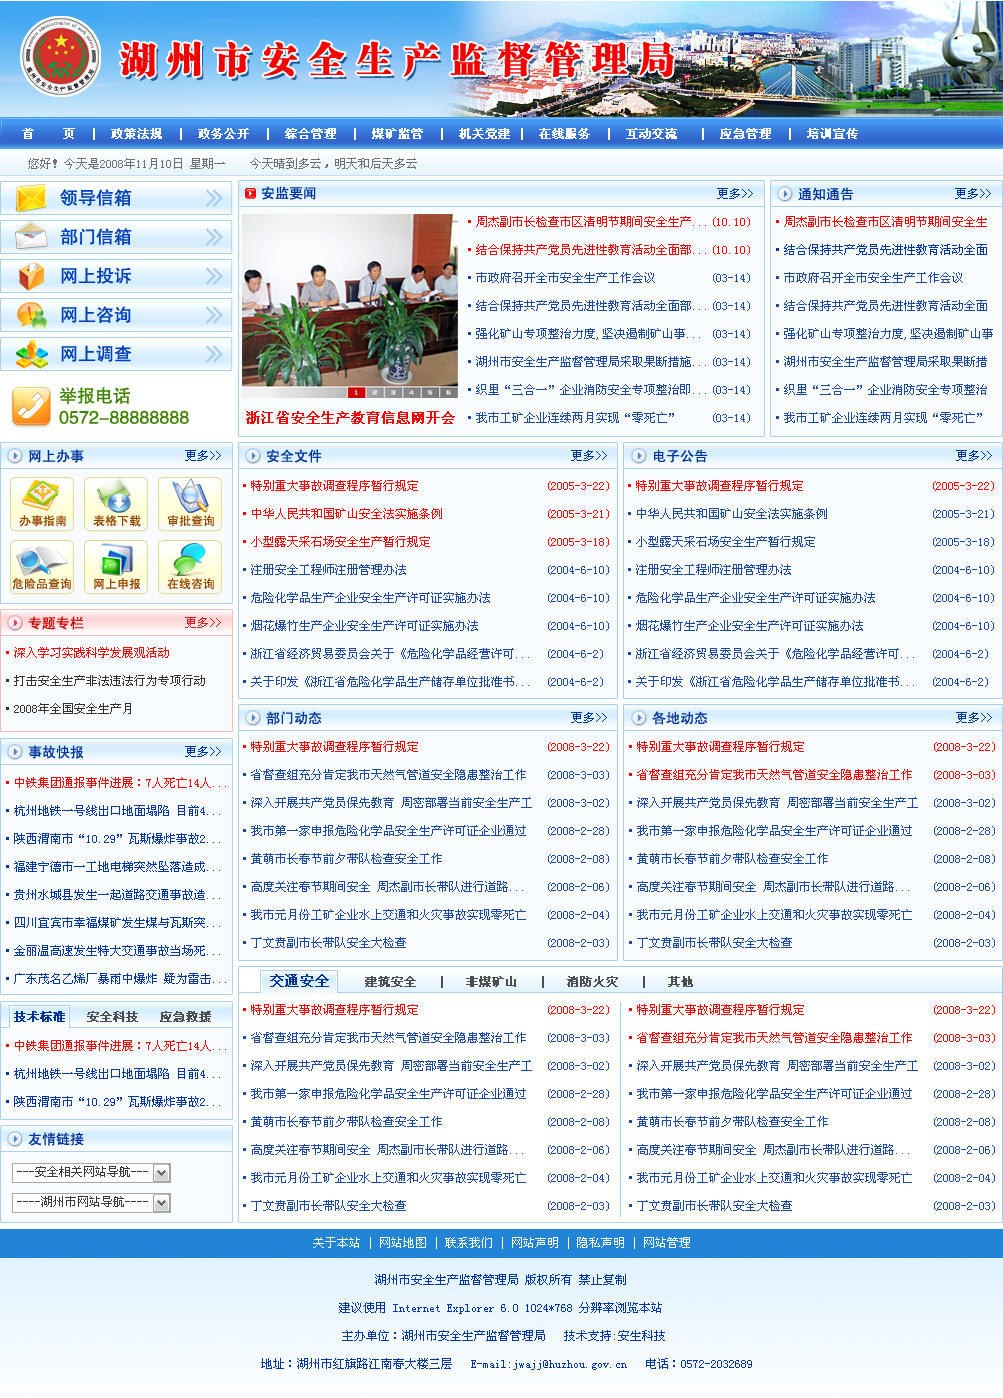 湖州市安全生产监督管理局
首 页 | 政策法规 | 政务公开 | 综合管理 | 煤矿监管 | 机关党建 | 在线服务 | 互动交流 | 应急管理 | 培训宣传
您好! 今天是2008年11月10日 星期一 今天晴到多云，明天和后天多云
领导信箱
部门信箱
网上投诉
网上咨询
网上调查
举报电话
0572-88888888
安监要闻 更多>>
1 2 3 4 5 6
浙江省安全生产教育信息网开会
周杰副市长检查市区清明节期间安全生产... (10.10)
结合保持共产党员先进性教育活动全面部... (10.10)
市政府召开全市安全生产工作会议 (03-14)
结合保持共产党员先进性教育活动全面部... (03-14)
强化矿山专项整治力度,坚决遏制矿山事... (03-14)
湖州市安全生产监督管理局采取果断措施... (03-14)
织里“三合一”企业消防安全专项整治即... (03-14)
我市工矿企业连续两月实现“零死亡” (03-14)
通知通告 更多>>
周杰副市长检查市区清明节期间安全生
结合保持共产党员先进性教育活动全面
市政府召开全市安全生产工作会议
结合保持共产党员先进性教育活动全面
强化矿山专项整治力度,坚决遏制矿山事
湖州市安全生产监督管理局采取果断措
织里“三合一”企业消防安全专项整治
我市工矿企业连续两月实现“零死亡”
网上办事 更多>>
办事指南 表格下载 审批查询
危险品查询 网上申报 在线咨询
专题专栏 更多>>
深入学习实践科学发展观活动
打击安全生产非法违法行为专项行动
2008年全国安全生产月
事故快报 更多>>
中铁集团通报事件进展：7人死亡14人...
杭州地铁一号线出口地面塌陷 目前4...
陕西渭南市“10.29”瓦斯爆炸事故2...
福建宁德市一工地电梯突然坠落造成...
贵州水城县发生一起道路交通事故造...
四川宜宾市幸福煤矿发生煤与瓦斯突...
金丽温高速发生特大交通事故当场死...
广东茂名乙烯厂暴雨中爆炸 疑为雷击...
技术标准 安全科技 应急救援
中铁集团通报事件进展：7人死亡14人...
杭州地铁一号线出口地面塌陷 目前4...
陕西渭南市“10.29”瓦斯爆炸事故2...
友情链接
---安全相关网站导航---
----湖州市网站导航----
安全文件 更多>>
特别重大事故调查程序暂行规定 (2005-3-22)
中华人民共和国矿山安全法实施条例 (2005-3-21)
小型露天采石场安全生产暂行规定 (2005-3-18)
注册安全工程师注册管理办法 (2004-6-10)
危险化学品生产企业安全生产许可证实施办法 (2004-6-10)
烟花爆竹生产企业安全生产许可证实施办法 (2004-6-10)
浙江省经济贸易委员会关于《危险化学品经营许可... (2004-6-2)
关于印发《浙江省危险化学品生产储存单位批准书... (2004-6-2)
电子公告 更多>>
特别重大事故调查程序暂行规定 (2005-3-22)
中华人民共和国矿山安全法实施条例 (2005-3-21)
小型露天采石场安全生产暂行规定 (2005-3-18)
注册安全工程师注册管理办法 (2004-6-10)
危险化学品生产企业安全生产许可证实施办法 (2004-6-10)
烟花爆竹生产企业安全生产许可证实施办法 (2004-6-10)
浙江省经济贸易委员会关于《危险化学品经营许可... (2004-6-2)
关于印发《浙江省危险化学品生产储存单位批准书... (2004-6-2)
部门动态 更多>>
特别重大事故调查程序暂行规定 (2008-3-22)
省督查组充分肯定我市天然气管道安全隐患整治工作 (2008-3-03)
深入开展共产党员保先教育 周密部署当前安全生产工 (2008-3-02)
我市第一家申报危险化学品安全生产许可证企业通过 (2008-2-28)
黄萌市长春节前夕带队检查安全工作 (2008-2-08)
高度关注春节期间安全 周杰副市长带队进行道路... (2008-2-06)
我市元月份工矿企业水上交通和火灾事故实现零死亡 (2008-2-04)
丁文贲副市长带队安全大检查 (2008-2-03)
各地动态 更多>>
特别重大事故调查程序暂行规定 (2008-3-22)
省督查组充分肯定我市天然气管道安全隐患整治工作 (2008-3-03)
深入开展共产党员保先教育 周密部署当前安全生产工 (2008-3-02)
我市第一家申报危险化学品安全生产许可证企业通过 (2008-2-28)
黄萌市长春节前夕带队检查安全工作 (2008-2-08)
高度关注春节期间安全 周杰副市长带队进行道路... (2008-2-06)
我市元月份工矿企业水上交通和火灾事故实现零死亡 (2008-2-04)
丁文贲副市长带队安全大检查 (2008-2-03)
交通安全 建筑安全 | 非煤矿山 | 消防火灾 | 其他
特别重大事故调查程序暂行规定 (2008-3-22)
省督查组充分肯定我市天然气管道安全隐患整治工作 (2008-3-03)
深入开展共产党员保先教育 周密部署当前安全生产工 (2008-3-02)
我市第一家申报危险化学品安全生产许可证企业通过 (2008-2-28)
黄萌市长春节前夕带队检查安全工作 (2008-2-08)
高度关注春节期间安全 周杰副市长带队进行道路... (2008-2-06)
我市元月份工矿企业水上交通和火灾事故实现零死亡 (2008-2-04)
丁文贲副市长带队安全大检查 (2008-2-03)
特别重大事故调查程序暂行规定 (2008-3-22)
省督查组充分肯定我市天然气管道安全隐患整治工作 (2008-3-03)
深入开展共产党员保先教育 周密部署当前安全生产工 (2008-3-02)
我市第一家申报危险化学品安全生产许可证企业通过 (2008-2-28)
黄萌市长春节前夕带队检查安全工作 (2008-2-08)
高度关注春节期间安全 周杰副市长带队进行道路... (2008-2-06)
我市元月份工矿企业水上交通和火灾事故实现零死亡 (2008-2-04)
丁文贲副市长带队安全大检查 (2008-2-03)
关于本站 | 网站地图 | 联系我们 | 网站声明 | 隐私声明 | 网站管理
湖州市安全生产监督管理局 版权所有 禁止复制
建议使用 Internet Explorer 6.0 1024*768 分辨率浏览本站
主办单位：湖州市安全生产监督管理局 技术支持:安生科技
地址：湖州市红旗路江南春大楼三层 E-mail:jwajj@huzhou.gov.cn 电话：0572-2032689